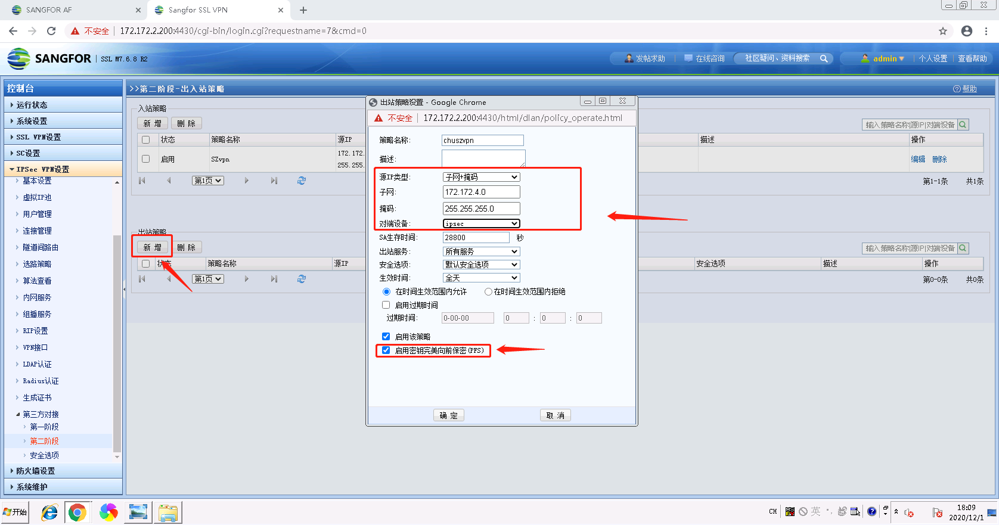 SANGFOR AF
Sangfor SSL VPN
不安全
172.172.2.200:4430/cgi-bin/login.cgi?requestname=7&cmd=0
SANGFOR
SSL M7.6.8 R2
发帖求助
在线咨询
社区疑问、资料搜索
admin
个人设置
查看帮助
控制台
运行状态
系统设置
SSL VPN设置
SC设置
IPSec VPN设置
基本设置
虚拟IP池
用户管理
连接管理
隧道间路由
选路策略
算法查看
内网服务
组播服务
RIP设置
VPN接口
LDAP认证
Radius认证
生成证书
第三方对接
第一阶段
第二阶段
安全选项
防火墙设置
系统维护
>>第二阶段-出入站策略
帮助
入站策略
新 增
删 除
输入策略名称|源IP|对端设备
状态
策略名称
源IP
描述
操作
启用
SZvpn
172.172.
255.255.
编辑
删除
第1页
第1-1条
共1条
出站策略
新 增
删 除
输入策略名称|源IP|对端设备
状态
策略名称
源IP
安全选项
描述
操作
第1页
第0-0条
共0条
出站策略设置 - Google Chrome
不安全
172.172.2.200:4430/html/dlan/policy_operate.html
策略名称:
chuszvpn
描述:
源IP类型:
子网+掩码
子网:
172.172.4.0
掩码:
255.255.255.0
对端设备:
ipsec
SA生存时间:
28800
秒
出站服务:
所有服务
安全选项:
默认安全选项
生效时间:
全天
在时间生效范围内允许
在时间生效范围内拒绝
启用过期时间
过期时间:
0-00-00
0
:
0
:
0
启用该策略
启用密钥完美向前保密(PFS)
确 定
取 消
开始
CH
英
18:09
2020/12/1